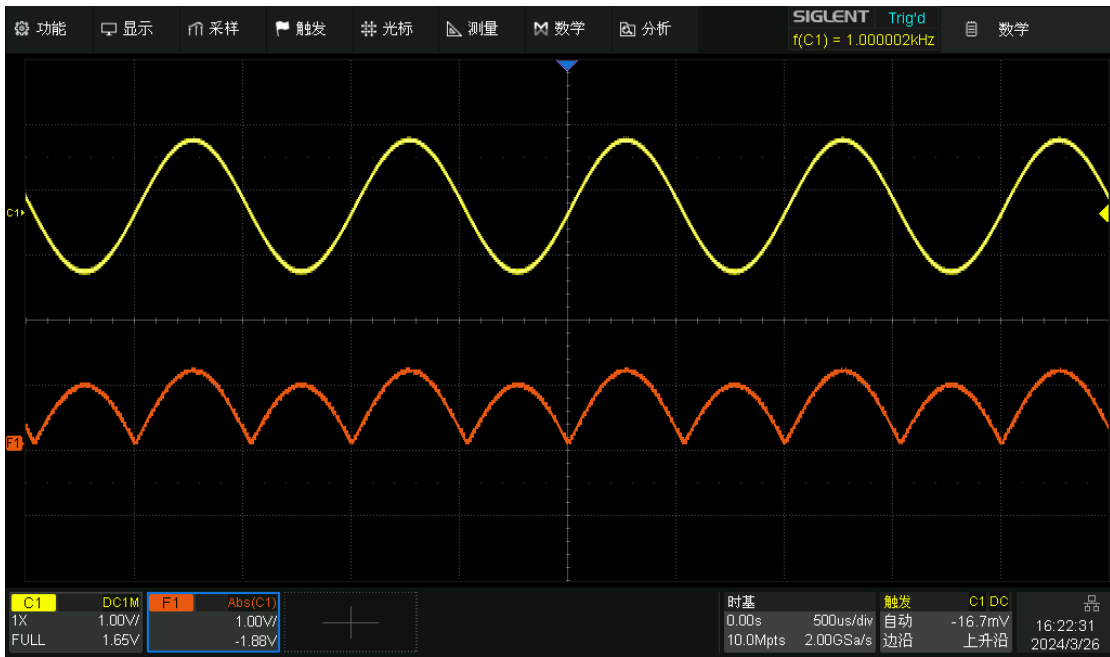 功能 显示 采样 触发 光标 测量 数学 分析 SIGLENT Trig'd 数学
f(C1) = 1.000002kHz
C1
F1
C1 DC1M F1 Abs(C1) 时基 触发 C1 DC
1X 1.00V/ 1.00V/ 0.00s 500us/div 自动 -16.7mV 16:22:31
FULL 1.65V -1.88V 10.0Mpts 2.00GSa/s 边沿 上升沿 2024/3/26